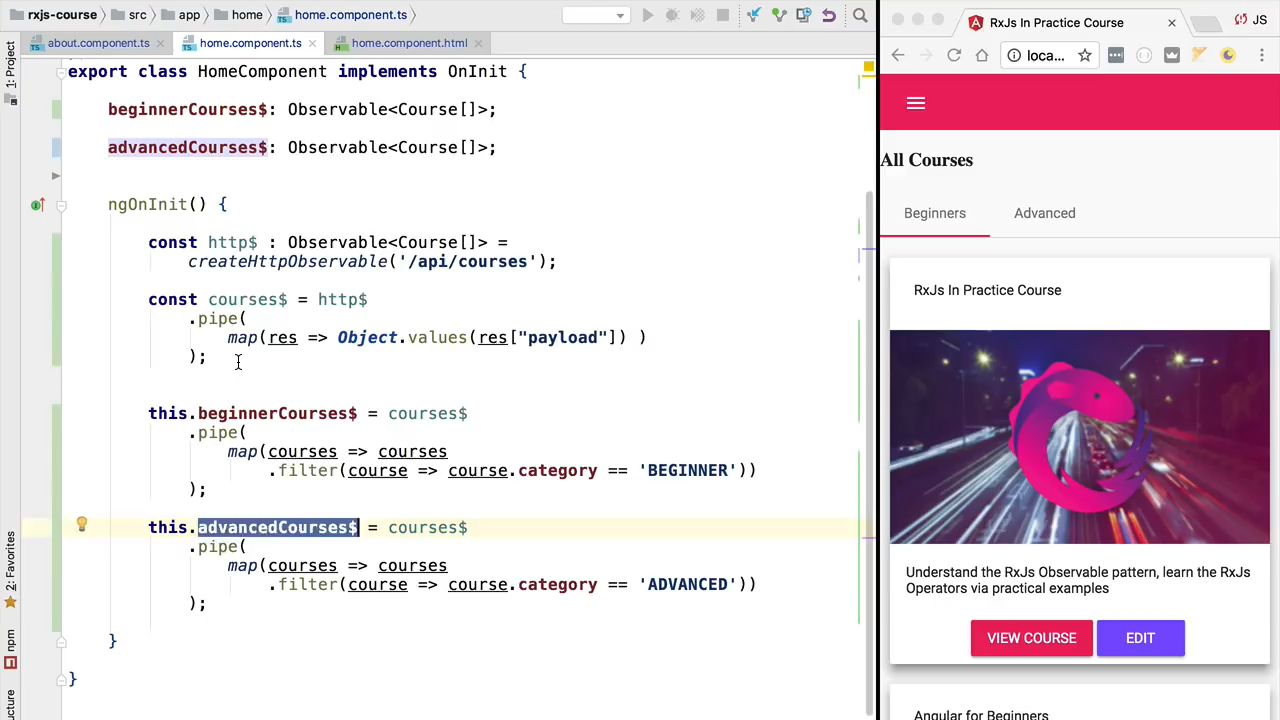 rxjs-course
src
app
home
home.component.ts
RxJs In Practice Course
JS
about.component.ts
home.component.ts
home.component.html
loca...
1: Project
export class HomeComponent implements OnInit {
beginnerCourses$: Observable<Course[]>;
advancedCourses$: Observable<Course[]>;
ngOnInit() {
const http$ : Observable<Course[]> =
createHttpObservable('/api/courses');
const courses$ = http$
.pipe(
map(res => Object.values(res["payload"]) )
);
this.beginnerCourses$ = courses$
.pipe(
map(courses => courses
.filter(course => course.category == 'BEGINNER'))
);
this.advancedCourses$ = courses$
.pipe(
map(courses => courses
.filter(course => course.category == 'ADVANCED'))
);
}
}
2: Favorites
npm
ucture
All Courses
Beginners
Advanced
RxJs In Practice Course
Understand the RxJs Observable pattern, learn the RxJs
Operators via practical examples
VIEW COURSE
EDIT
Angular for Beginners